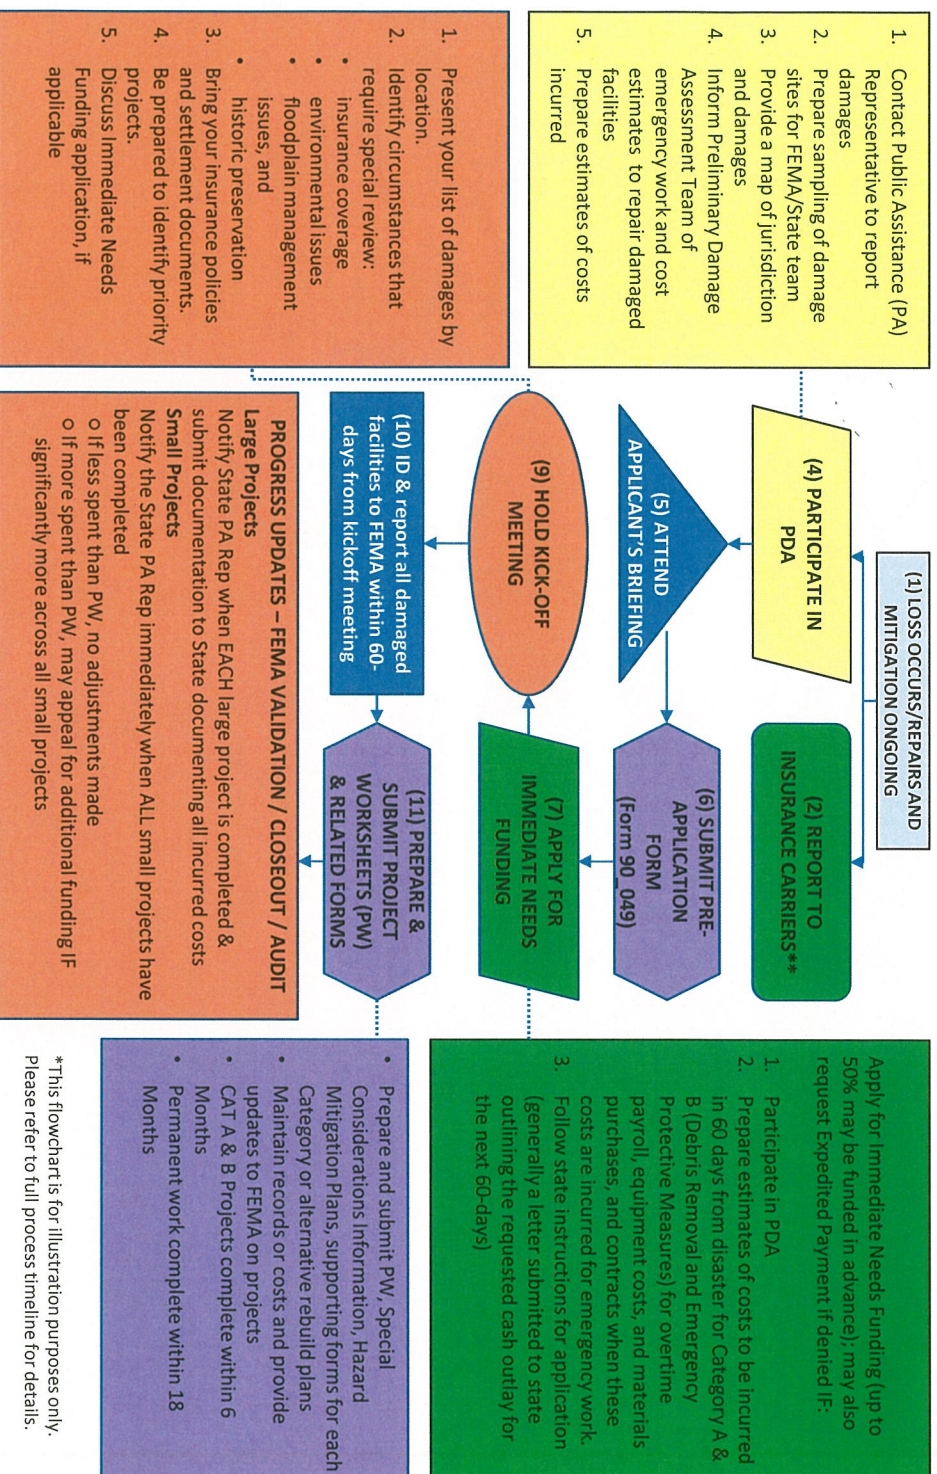 1. Contact Public Assistance (PA)
Representative to report
damages
2. Prepare sampling of damage
sites for FEMA/State team
3. Provide a map of jurisdiction
and damages
4. Inform Preliminary Damage
Assessment Team of
emergency work and cost
estimates to repair damaged
facilities
5. Prepare estimates of costs
incurred
1. Present your list of damages by
location.
2. Identify circumstances that
require special review:
• insurance coverage
• environmental issues
• floodplain management
issues, and
• historic preservation
3. Bring your insurance policies
and settlement documents.
4. Be prepared to identify priority
projects.
5. Discuss Immediate Needs
Funding application, if
applicable
(1) LOSS OCCURS/REPAIRS AND
MITIGATION ONGOING
(4) PARTICIPATE IN
PDA
(2) REPORT TO
INSURANCE CARRIERS**
(5) ATTEND
APPLICANT'S BRIEFING
(6) SUBMIT PRE-
APPLICATION
FORM
(Form 90_049)
(9) HOLD KICK-OFF
MEETING
(7) APPLY FOR
IMMEDIATE NEEDS
FUNDING
(10) ID & report all damaged
facilities to FEMA within 60-
days from kickoff meeting
(11) PREPARE &
SUBMIT PROJECT
WORKSHEETS (PW)
& RELATED FORMS
PROGRESS UPDATES – FEMA VALIDATION / CLOSEOUT / AUDIT
Large Projects
Notify State PA Rep when EACH large project is completed &
submit documentation to State documenting all incurred costs
Small Projects
Notify the State PA Rep immediately when ALL small projects have
been completed
o If less spent than PW, no adjustments made
o If more spent than PW, may appeal for additional funding IF
significantly more across all small projects
Apply for Immediate Needs Funding (up to
50% may be funded in advance); may also
request Expedited Payment if denied IF:
1. Participate in PDA
2. Prepare estimates of costs to be incurred
in 60 days from disaster for Category A &
B (Debris Removal and Emergency
Protective Measures) for overtime
payroll, equipment costs, and materials
purchases, and contracts when these
costs are incurred for emergency work.
3. Follow state instructions for application
(generally a letter submitted to state
outlining the requested cash outlay for
the next 60-days)
• Prepare and submit PW, Special
Considerations Information, Hazard
Mitigation Plans, supporting forms for each
Category or alternative rebuild plans
• Maintain records or costs and provide
updates to FEMA on projects
• CAT A & B Projects complete within 6
Months
• Permanent work complete within 18
Months
*This flowchart is for illustration purposes only.
Please refer to full process timeline for details.